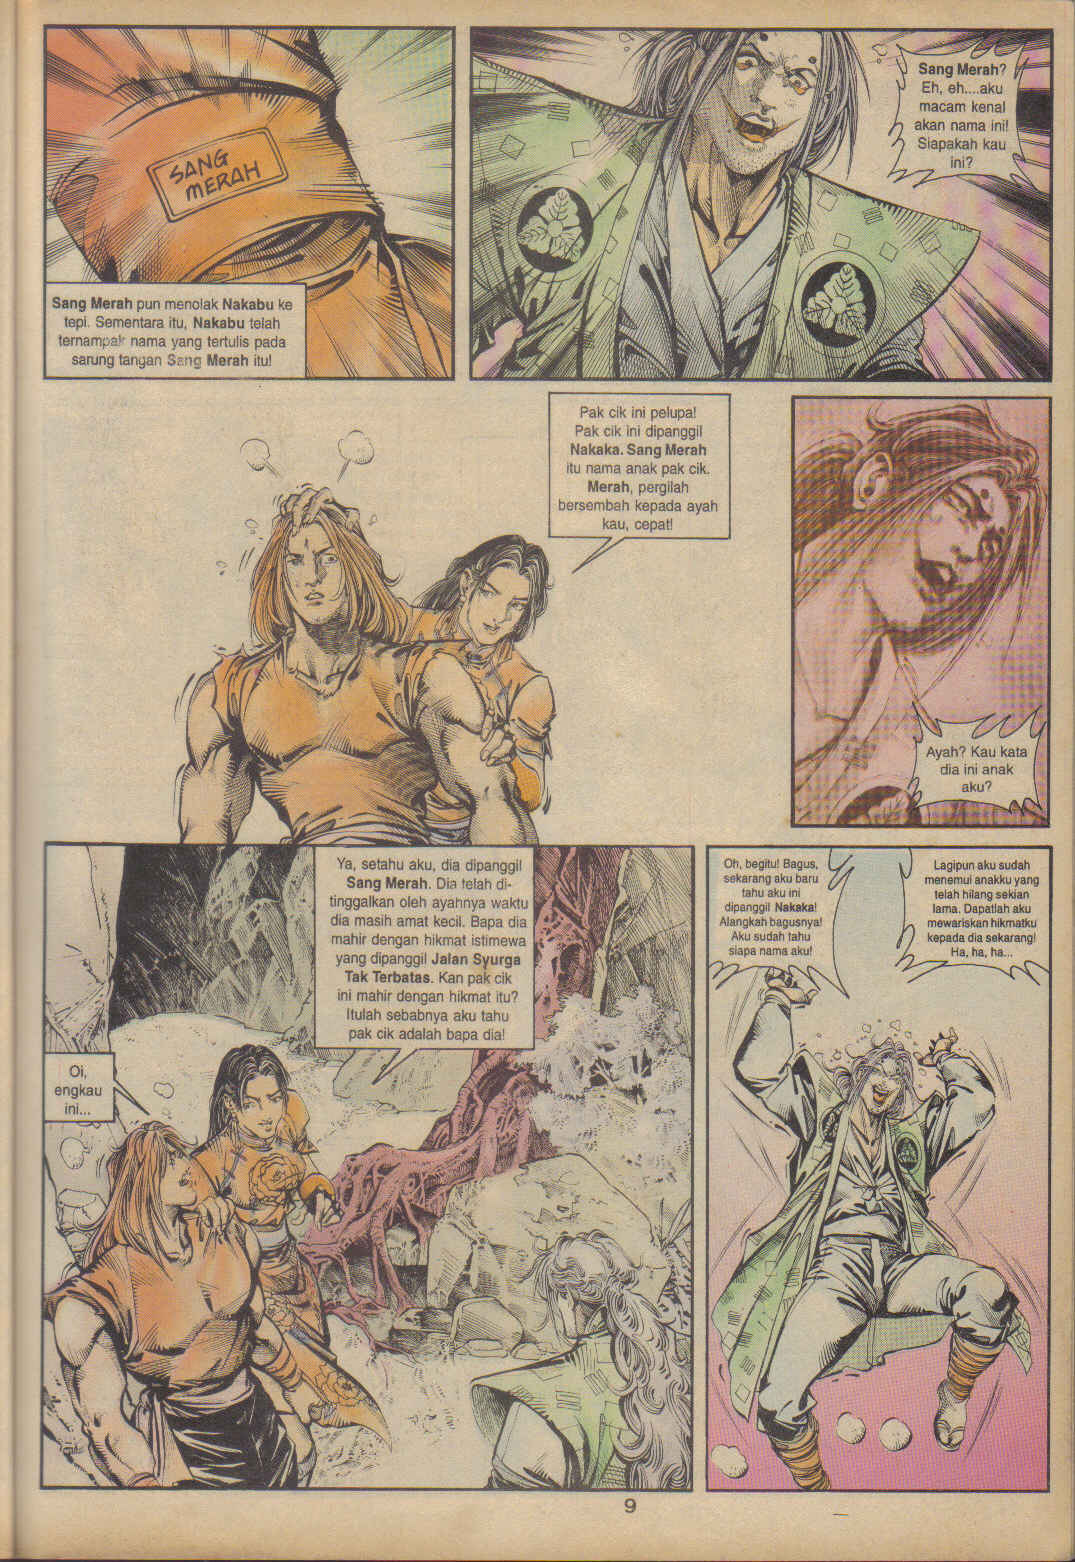 SANG
MERAH
Sang Merah pun menolak Nakabu ke
tepi. Sementara itu, Nakabu telah
ternampak nama yang tertulis pada
sarung tangan Sang Merah itu!
Sang Merah?
Eh, eh....aku
macam kenal
akan nama ini!
Siapakah kau
ini?
Pak cik ini pelupa!
Pak cik ini dipanggil
Nakaka. Sang Merah
itu nama anak pak cik.
Merah, pergilah
bersembah kepada ayah
kau, cepat!
Ayah? Kau kata
dia ini anak
aku?
Ya, setahu aku, dia dipanggil
Sang Merah. Dia telah di-
tinggalkan oleh ayahnya waktu
dia masih amat kecil. Bapa dia
mahir dengan hikmat istimewa
yang dipanggil Jalan Syurga
Tak Terbatas. Kan pak cik
ini mahir dengan hikmat itu?
Itulah sebabnya aku tahu
pak cik adalah bapa dia!
Oi,
engkau
ini...
Oh, begitu! Bagus,
sekarang aku baru
tahu aku ini
dipanggil Nakaka!
Alangkah bagusnya!
Aku sudah tahu
siapa nama aku!
Lagipun aku sudah
menemui anakku yang
telah hilang sekian
lama. Dapatlah aku
mewariskan hikmatku
kepada dia sekarang!
Ha, ha, ha...
9